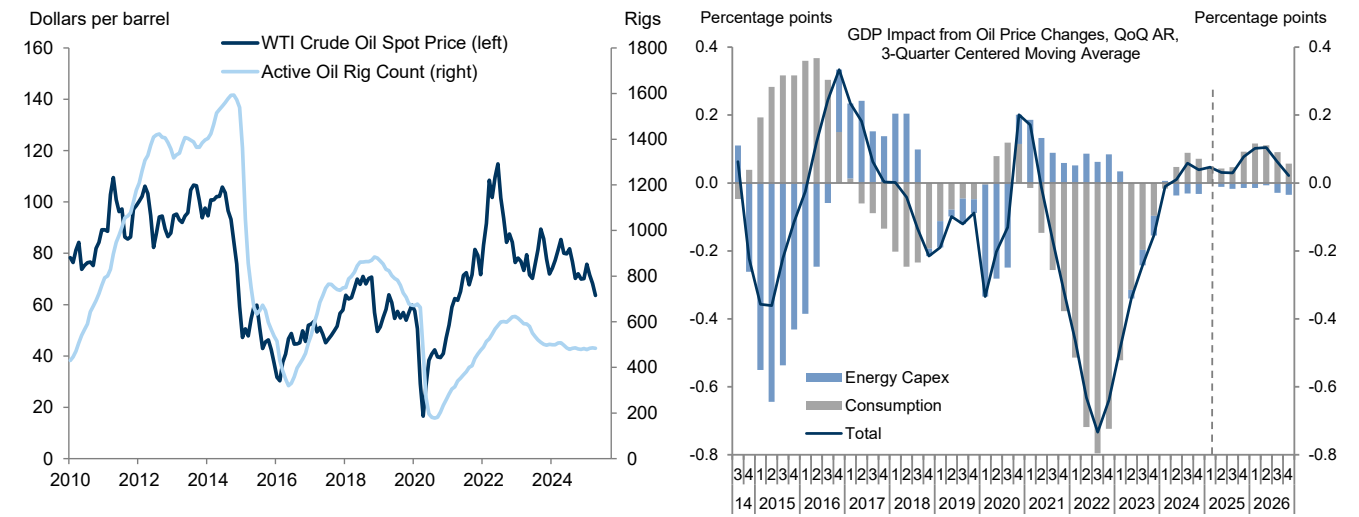 Dollars per barrel
Rigs
WTI Crude Oil Spot Price (left)
Active Oil Rig Count (right)
160
140
120
100
80
60
40
20
0
1800
1600
1400
1200
1000
800
600
400
200
0
2010 2012 2014 2016 2018 2020 2022 2024
Percentage points
Percentage points
GDP Impact from Oil Price Changes, QoQ AR,
3-Quarter Centered Moving Average
0.4
0.2
0.0
-0.2
-0.4
-0.6
-0.8
0.4
0.2
0.0
-0.2
-0.4
-0.6
-0.8
Energy Capex
Consumption
Total
3 4 1 2 3 4 1 2 3 4 1 2 3 4 1 2 3 4 1 2 3 4 1 2 3 4 1 2 3 4 1 2 3 4 1 2 3 4 1 2 3 4 1 2 3 4 1 2 3 4
14 2015 2016 2017 2018 2019 2020 2021 2022 2023 2024 2025 2026